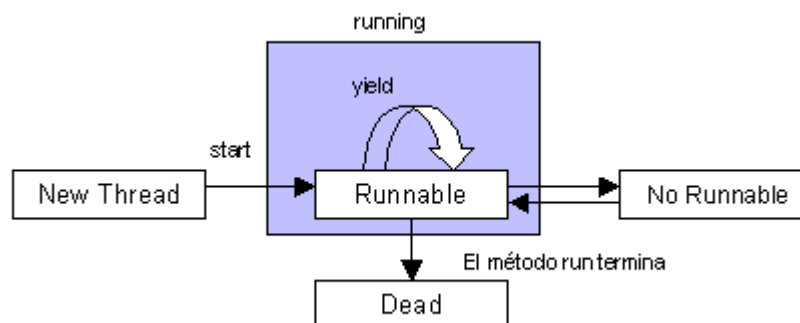 running
yield
start
New Thread
Runnable
No Runnable
El método run termina
Dead